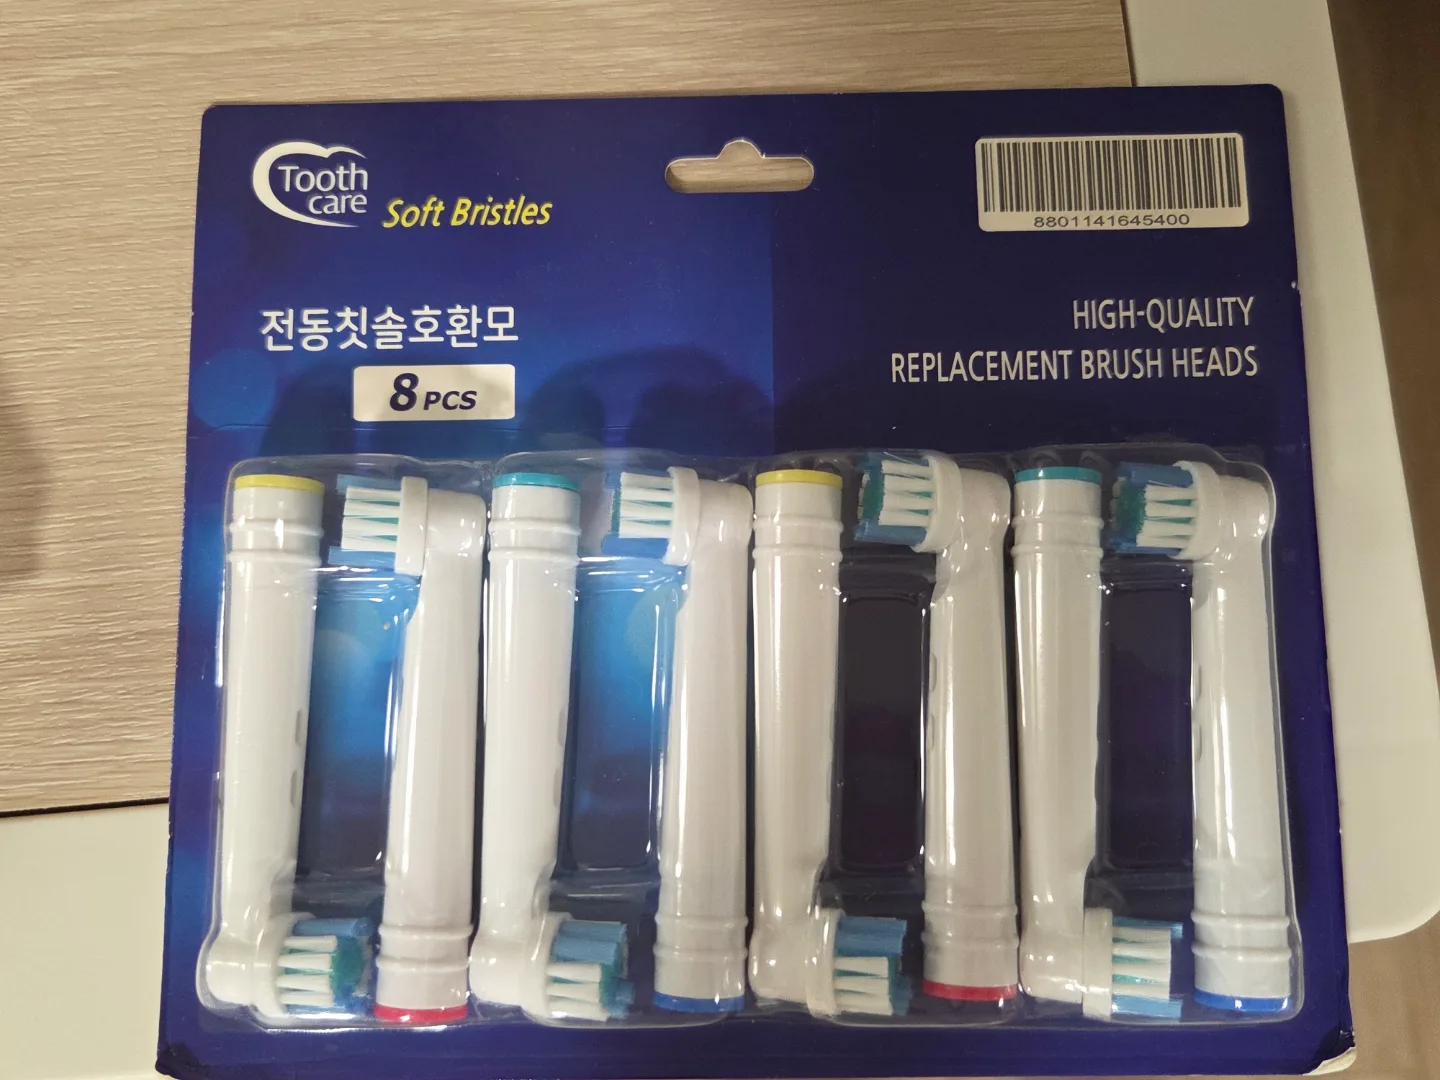 Tooth
care
Soft Bristles
8801141645400
전동칫솔호환모
8 PCS
HIGH-QUALITY
REPLACEMENT BRUSH HEADS